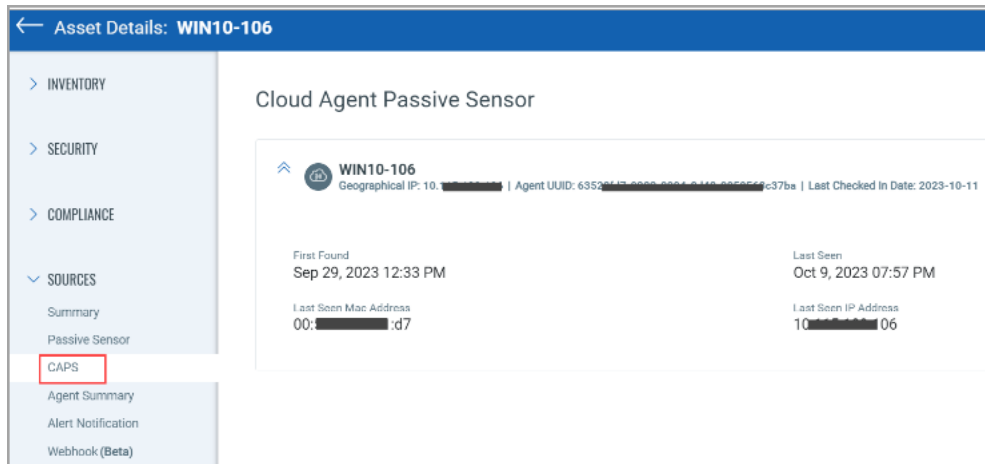 Asset Details: WIN10-106
INVENTORY
SECURITY
COMPLIANCE
SOURCES
Summary
Passive Sensor
CAPS
Agent Summary
Alert Notification
Webhook (Beta)
Cloud Agent Passive Sensor
WIN10-106
Geographical IP: 10. | Agent UUID: 6352 c37ba | Last Checked In Date: 2023-10-11
First Found
Sep 29, 2023 12:33 PM
Last Seen
Oct 9, 2023 07:57 PM
Last Seen Mac Address
00: :d7
Last Seen IP Address
10 06